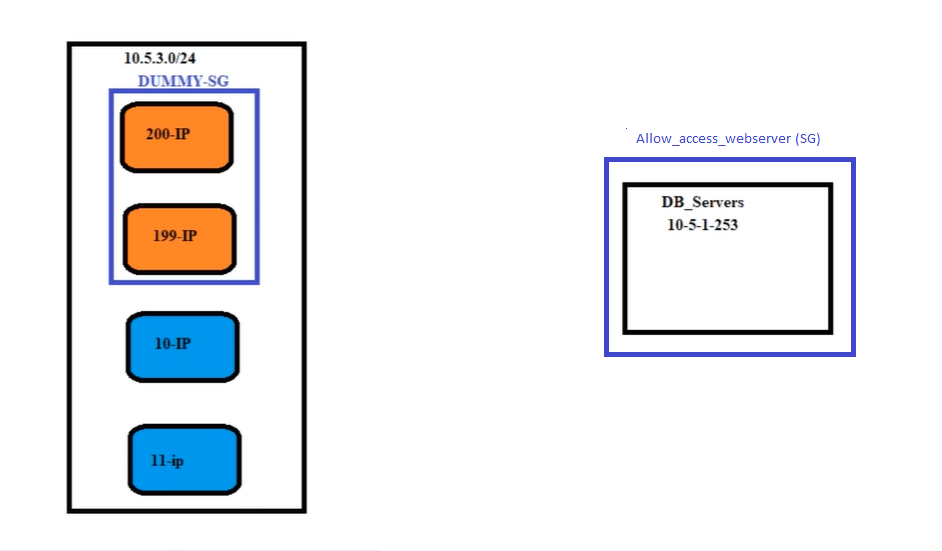 10.5.3.0/24
DUMMY-SG
200-IP
199-IP
10-IP
11-ip
Allow_access_webserver (SG)
DB_Servers
10-5-1-253